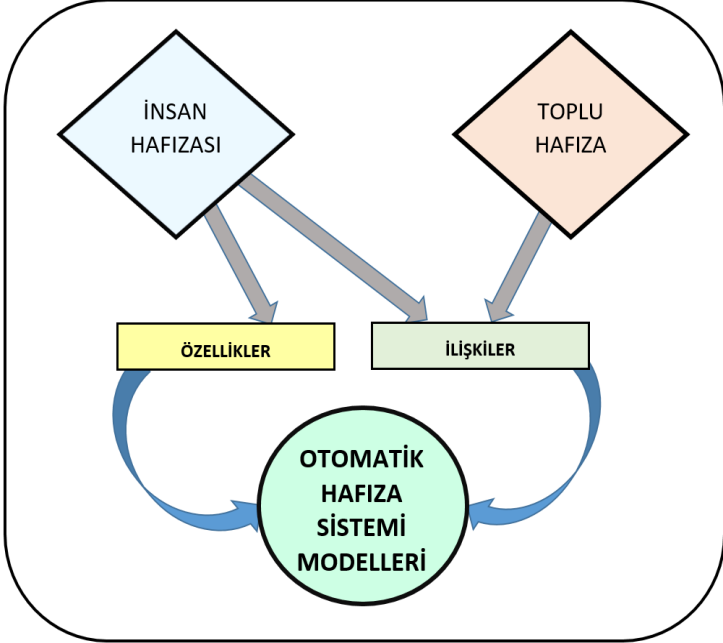 İNSAN
HAFIZASI
TOPLU
HAFIZA
ÖZELLİKLER
İLİŞKİLER
OTOMATİK
HAFIZA
SİSTEMİ
MODELLERİ